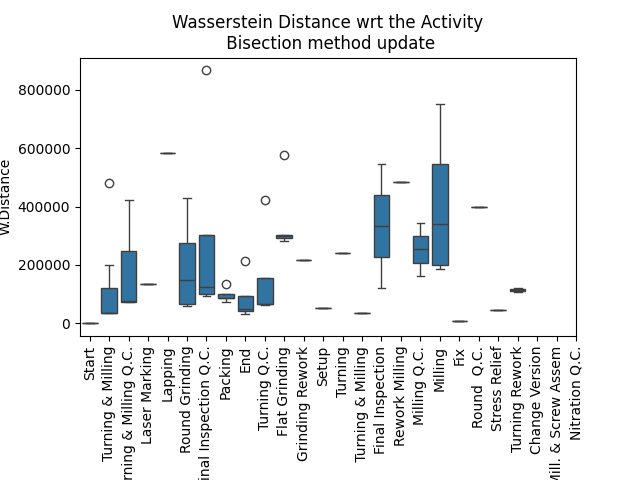 Wasserstein Distance wrt the Activity
Bisection method update
W.Distance
800000
600000
400000
200000
0
Start
Turning & Milling
rning & Milling Q.C.
Laser Marking
Lapping
Round Grinding
inal Inspection Q.C.
Packing
End
Turning Q.C.
Flat Grinding
Grinding Rework
Setup
Turning
Turning & Milling
Final Inspection
Rework Milling
Milling Q.C.
Milling
Fix
Round  Q.C.
Stress Relief
Turning Rework
Change Version
Mill. & Screw Assem
Nitration Q.C.